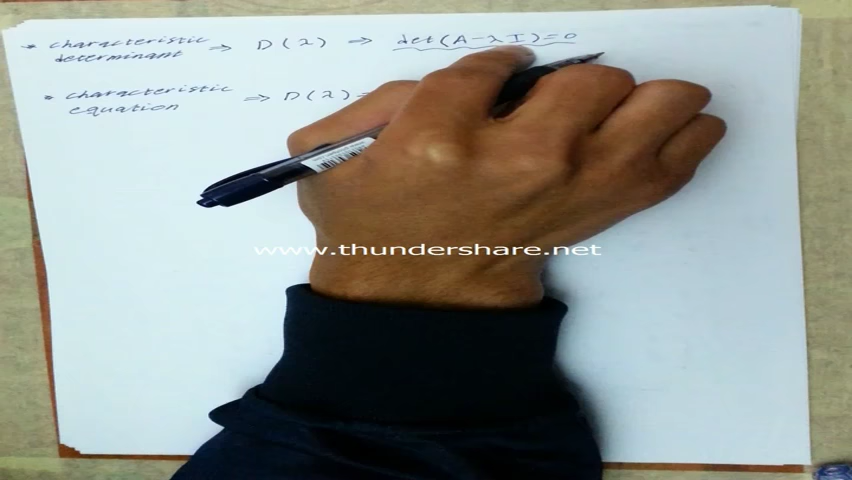 * characteristic determinant ⇒ D(λ) ⇒ det(A-λI)=0
* characteristic equation ⇒ D(λ)=
www.thundershare.net